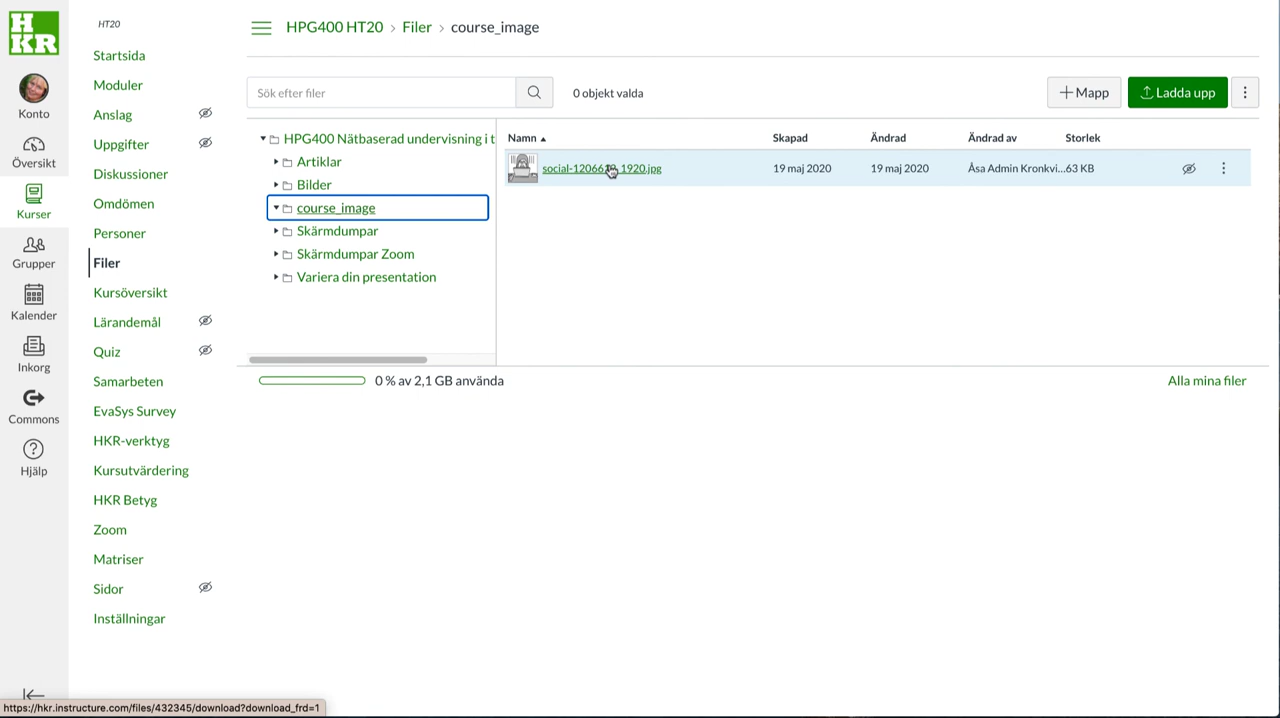 HKR
Konto
Översikt
Kurser
Grupper
Kalender
Inkorg
Commons
Hjälp
HT20
Startsida
Moduler
Anslag
Uppgifter
Diskussioner
Omdömen
Personer
Filer
Kursöversikt
Lärandemål
Quiz
Samarbeten
EvaSys Survey
HKR-verktyg
Kursutvärdering
HKR Betyg
Zoom
Matriser
Sidor
Inställningar
HPG400 HT20 › Filer › course_image
Sök efter filer
0 objekt valda
Mapp
Ladda upp
HPG400 Nätbaserad undervisning i t
Artiklar
Bilder
course_image
Skärmdumpar
Skärmdumpar Zoom
Variera din presentation
Namn Skapad Ändrad Ändrad av Storlek
19 maj 2020 19 maj 2020 Åsa Admin Kronkvi... 63 KB
0 % av 2,1 GB använda
Alla mina filer
https://hkr.instructure.com/files/432345/download?download_frd=1